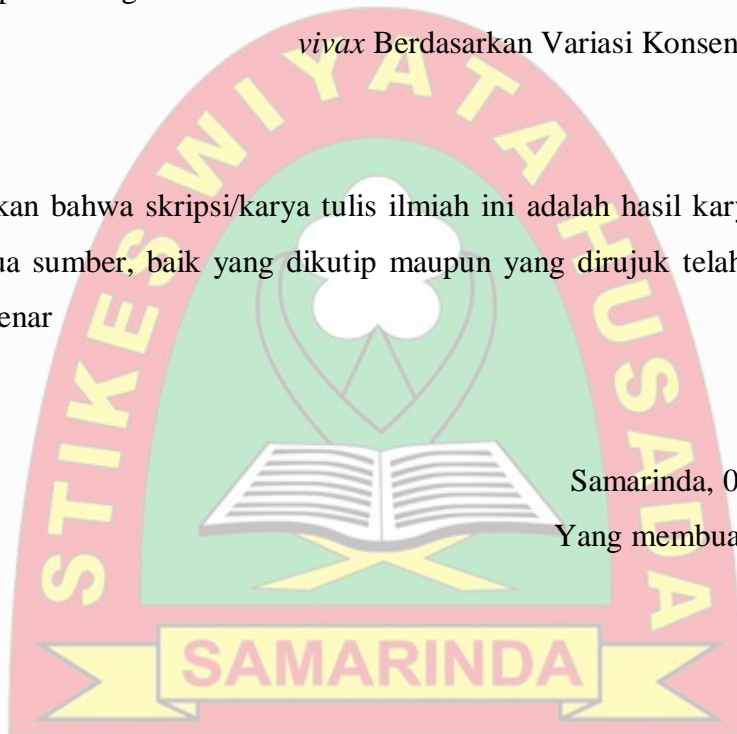 vivax Berdasarkan Variasi Konsen
kan bahwa skripsi/karya tulis ilmiah ini adalah hasil kary
ua sumber, baik yang dikutip maupun yang dirujuk telah
enar
Samarinda, 0
Yang membua
STIKES WIYATA HUSADA
SAMARINDA